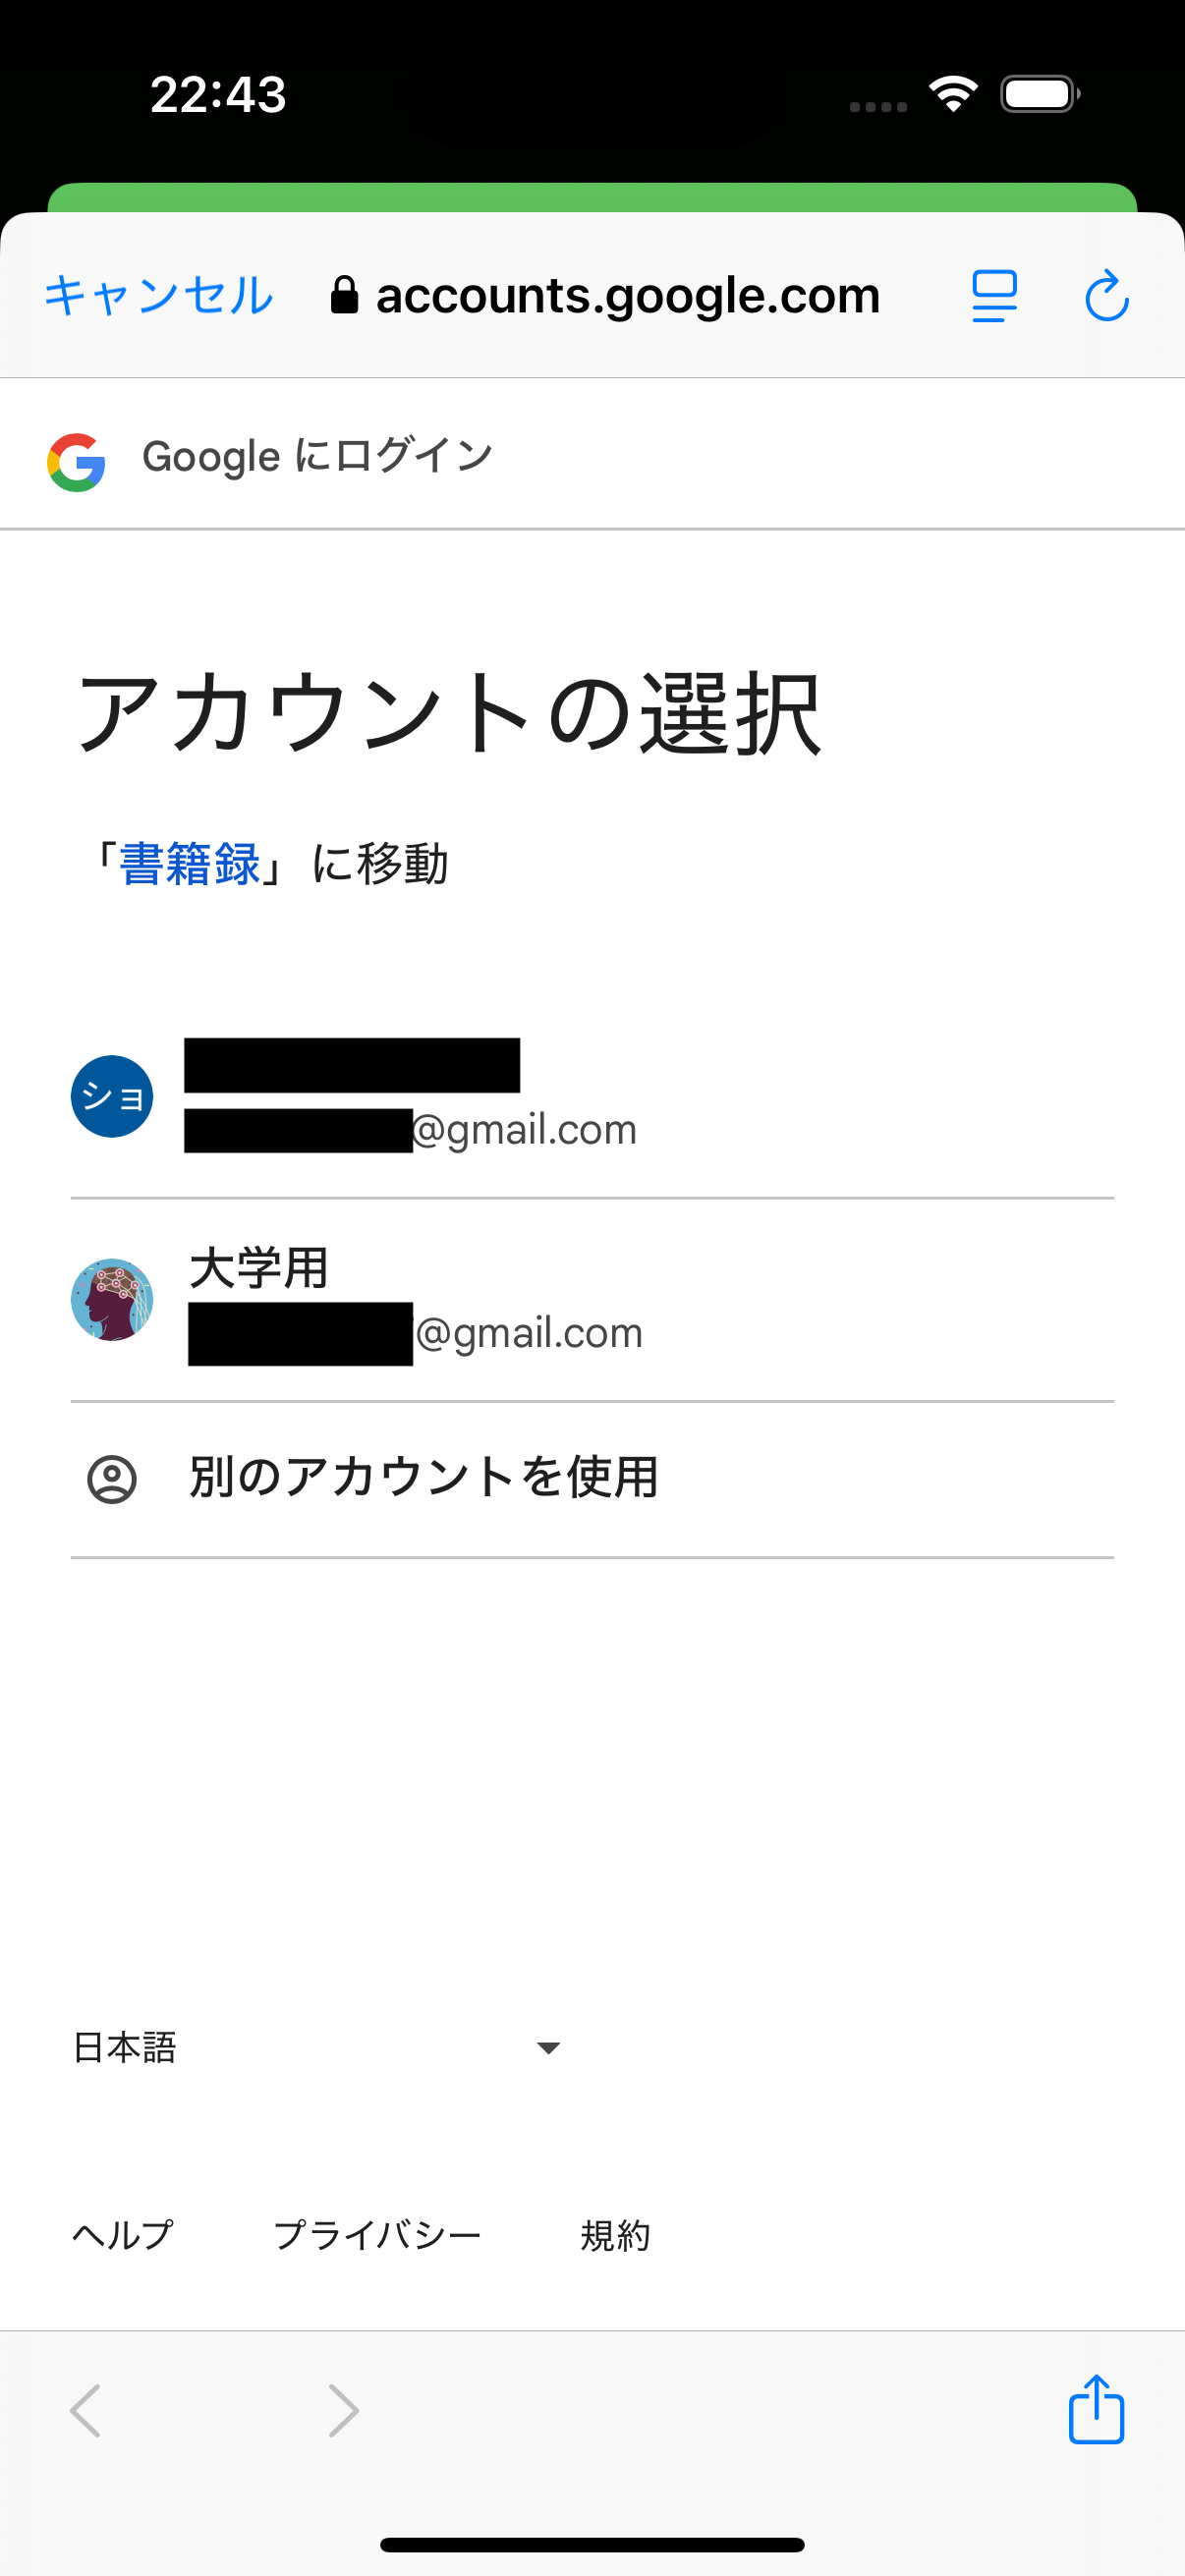 22:43
キャンセル accounts.google.com
Google にログイン
アカウントの選択
「書籍録」に移動
ショ
@gmail.com
大学用
@gmail.com
別のアカウントを使用
日本語
ヘルプ プライバシー 規約